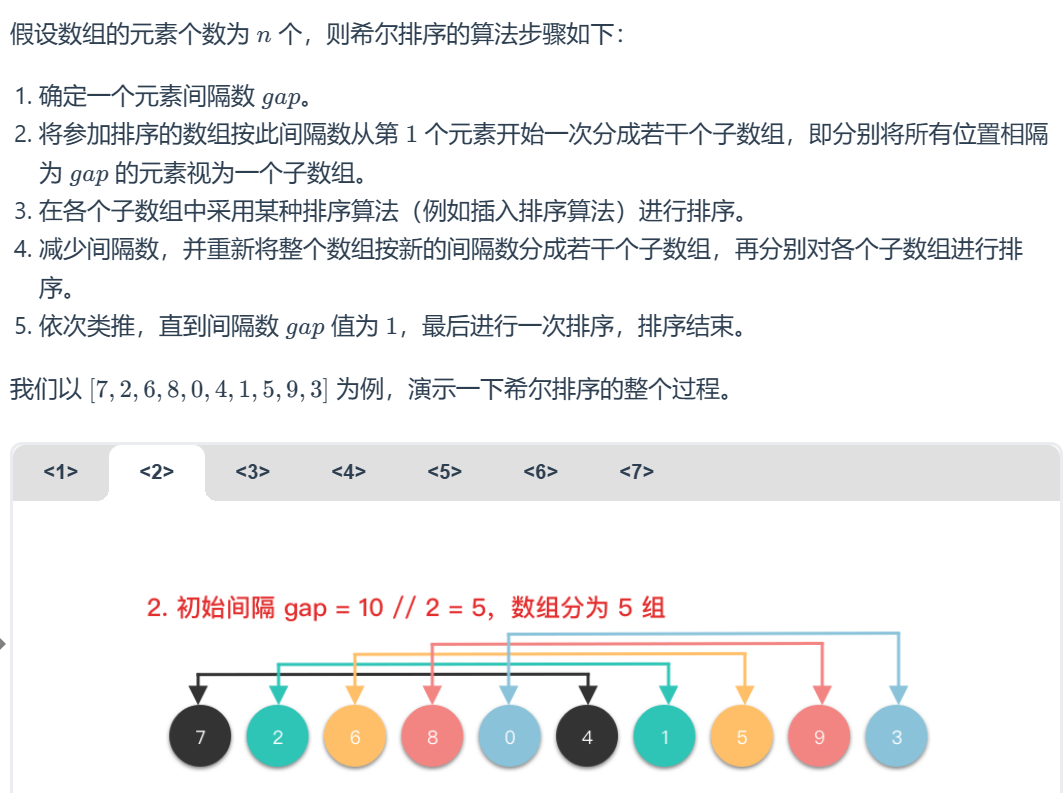 假设数组的元素个数为 n 个，则希尔排序的算法步骤如下：
1. 确定一个元素间隔数 gap。
2. 将参加排序的数组按此间隔数从第 1 个元素开始一次分成若干个子数组，即分别将所有位置相隔
为 gap 的元素视为一个子数组。
3. 在各个子数组中采用某种排序算法（例如插入排序算法）进行排序。
4. 减少间隔数，并重新将整个数组按新的间隔数分成若干个子数组，再分别对各个子数组进行排
序。
5. 依次类推，直到间隔数 gap 值为 1，最后进行一次排序，排序结束。
我们以 [7, 2, 6, 8, 0, 4, 1, 5, 9, 3] 为例，演示一下希尔排序的整个过程。
<1> <2> <3> <4> <5> <6> <7>
2. 初始间隔 gap = 10 // 2 = 5，数组分为 5 组
7 2 6 8 0 4 1 5 9 3